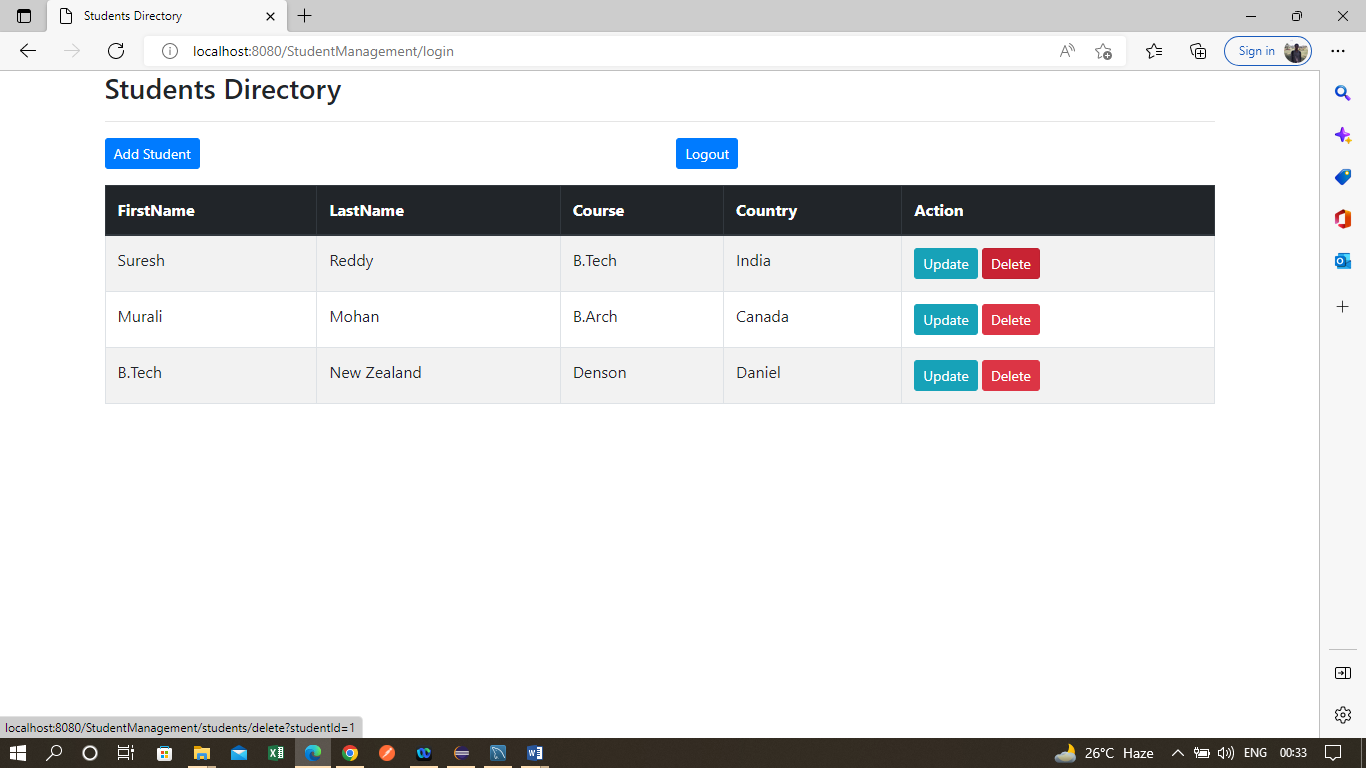 Students Directory
localhost:8080/StudentManagement/login
Sign in
Students Directory
Add Student Logout
FirstName LastName Course Country Action
Suresh Reddy B.Tech India Update Delete
Murali Mohan B.Arch Canada Update Delete
B.Tech New Zealand Denson Daniel Update Delete
localhost:8080/StudentManagement/students/delete?studentId=1
26°C Haze ENG 00:33